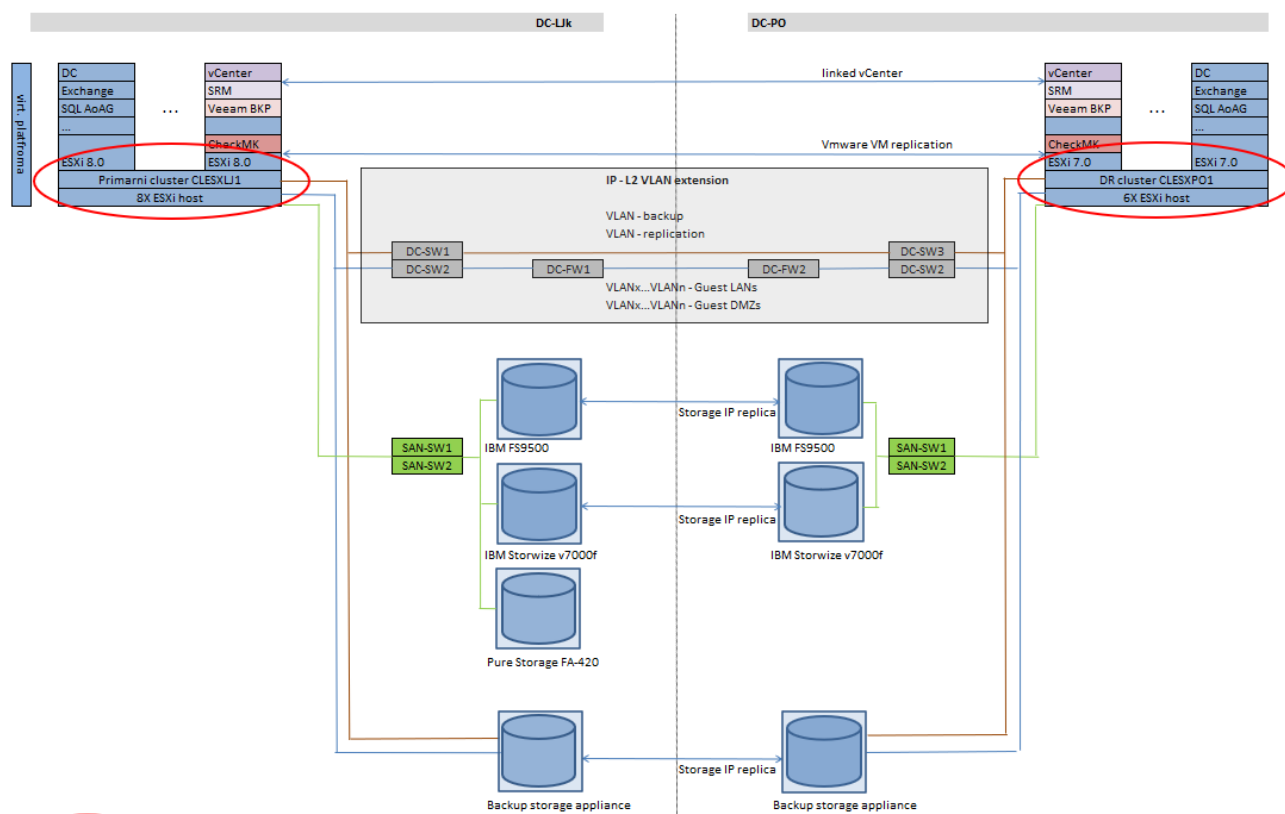 DC-LJk
DC-PO
virt. platfroma
DC
Exchange
SQL AoAG
...
ESXi 8.0
...
vCenter
SRM
Veeam BKP
CheckMK
ESXi 8.0
Primarni cluster CLESXLJ1
8X ESXi host
linked vCenter
Vmware VM replication
vCenter
SRM
Veeam BKP
CheckMK
ESXi 7.0
...
DC
Exchange
SQL AoAG
...
ESXi 7.0
DR cluster CLESXPO1
6X ESXi host
IP - L2 VLAN extension
VLAN - backup
VLAN - replication
DC-SW1
DC-SW2
DC-FW1
DC-FW2
DC-SW3
DC-SW2
VLANx...VLANn - Guest LANs
VLANx...VLANn - Guest DMZs
Storage IP replica
IBM FS9500
IBM FS9500
SAN-SW1
SAN-SW2
SAN-SW1
SAN-SW2
Storage IP replica
IBM Storwize v7000f
IBM Storwize v7000f
Pure Storage FA-420
Storage IP replica
Backup storage appliance
Backup storage appliance